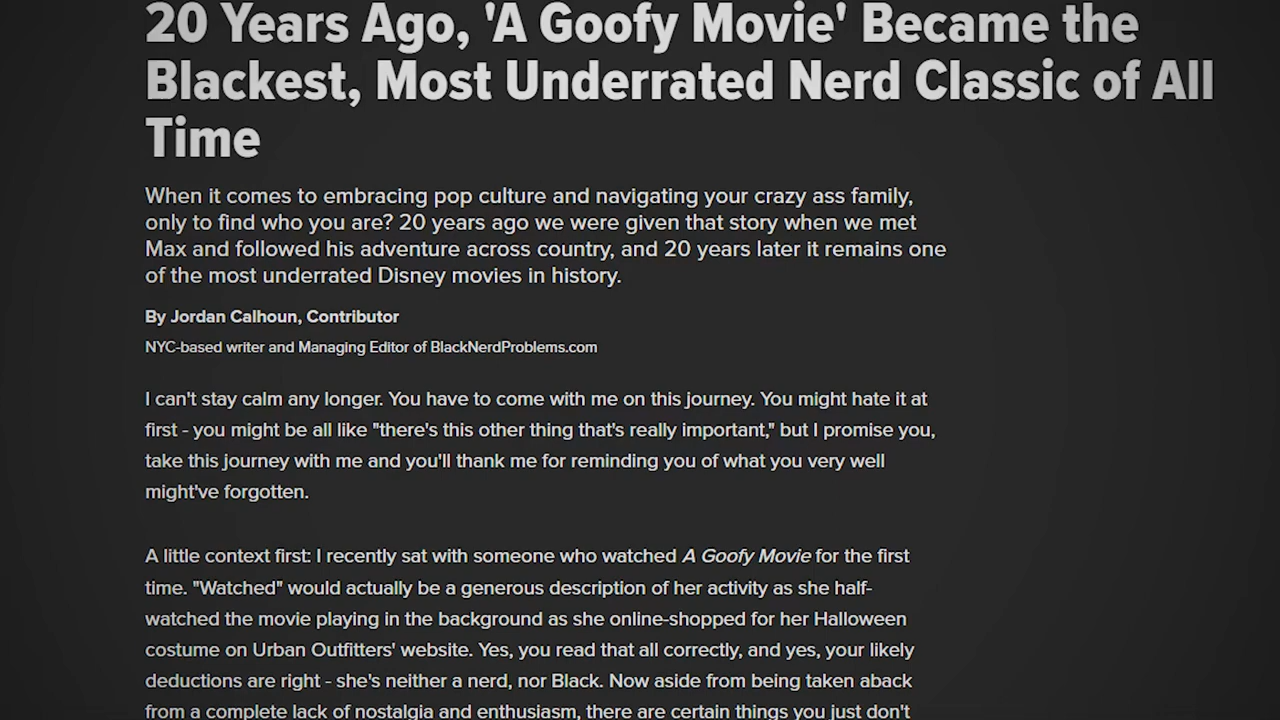 20 Years Ago, 'A Goofy Movie' Became the
Blackest, Most Underrated Nerd Classic of All
Time
When it comes to embracing pop culture and navigating your crazy ass family,
only to find who you are? 20 years ago we were given that story when we met
Max and followed his adventure across country, and 20 years later it remains one
of the most underrated Disney movies in history.
By Jordan Calhoun, Contributor
NYC-based writer and Managing Editor of BlackNerdProblems.com
I can't stay calm any longer. You have to come with me on this journey. You might hate it at
first - you might be all like "there's this other thing that's really important," but I promise you,
take this journey with me and you'll thank me for reminding you of what you very well
might've forgotten.
A little context first: I recently sat with someone who watched A Goofy Movie for the first
time. "Watched" would actually be a generous description of her activity as she half-
watched the movie playing in the background as she online-shopped for her Halloween
costume on Urban Outfitters' website. Yes, you read that all correctly, and yes, your likely
deductions are right - she's neither a nerd, nor Black. Now aside from being taken aback
from a complete lack of nostalgia and enthusiasm, there are certain things you just don't